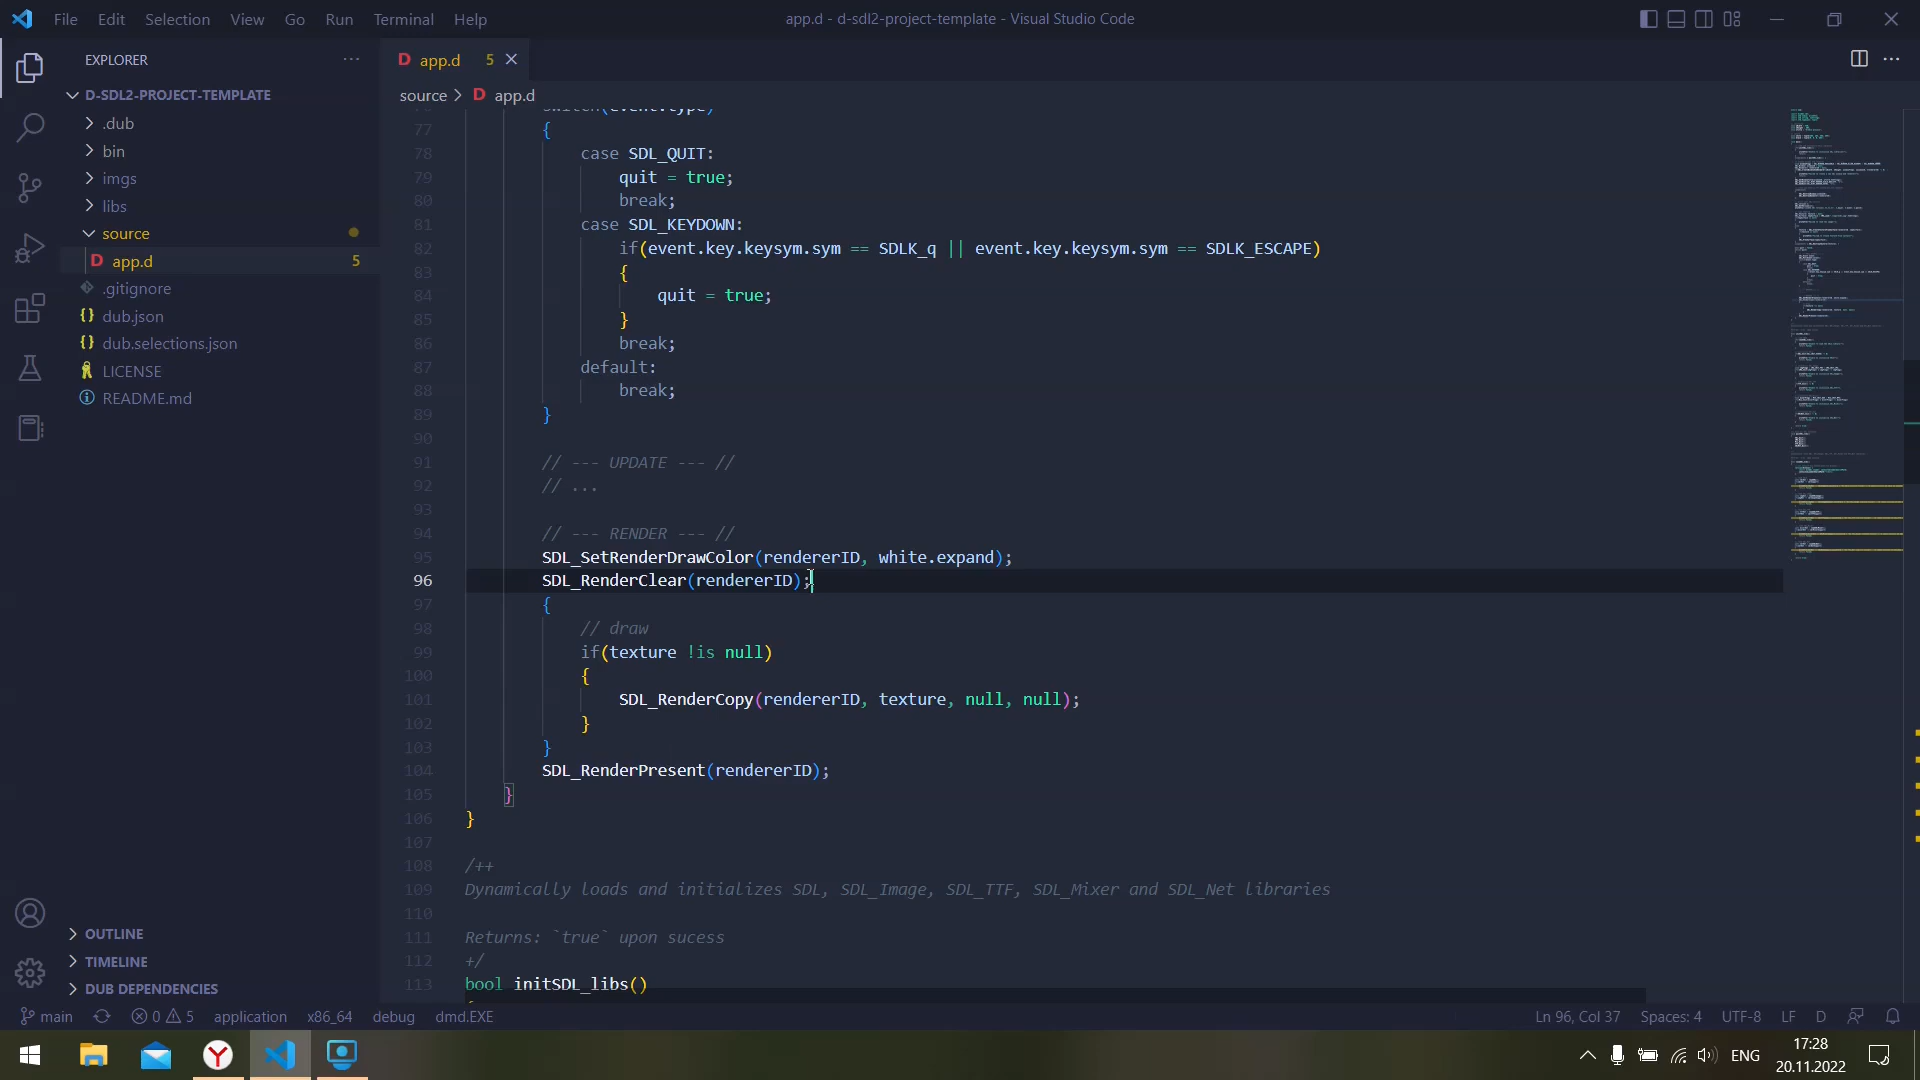 File Edit Selection View Go Run Terminal Help
app.d - d-sdl2-project-template - Visual Studio Code
EXPLORER
D-SDL2-PROJECT-TEMPLATE
.dub
bin
imgs
libs
source
D app.d 5
.gitignore
{} dub.json
{} dub.selections.json
LICENSE
README.md
OUTLINE
TIMELINE
DUB DEPENDENCIES
D app.d 5
source > D app.d
switch(event.type)
77 {
78 case SDL_QUIT:
79 quit = true;
80 break;
81 case SDL_KEYDOWN:
82 if(event.key.keysym.sym == SDLK_q || event.key.keysym.sym == SDLK_ESCAPE)
83 {
84 quit = true;
85 }
86 break;
87 default:
88 break;
89 }
90
91 // --- UPDATE --- //
92 // ...
93
94 // --- RENDER --- //
95 SDL_SetRenderDrawColor(rendererID, white.expand);
96 SDL_RenderClear(rendererID);
97 {
98 // draw
99 if(texture !is null)
100 {
101 SDL_RenderCopy(rendererID, texture, null, null);
102 }
103 }
104 SDL_RenderPresent(rendererID);
105 }
106 }
107
108 /++
109 Dynamically loads and initializes SDL, SDL_Image, SDL_TTF, SDL_Mixer and SDL_Net libraries
110
111 Returns: `true` upon sucess
112 +/
113 bool initSDL_libs()
main 0 5 application x86_64 debug dmd.EXE
Ln 96, Col 37 Spaces: 4 UTF-8 LF D
ENG
17:28
20.11.2022